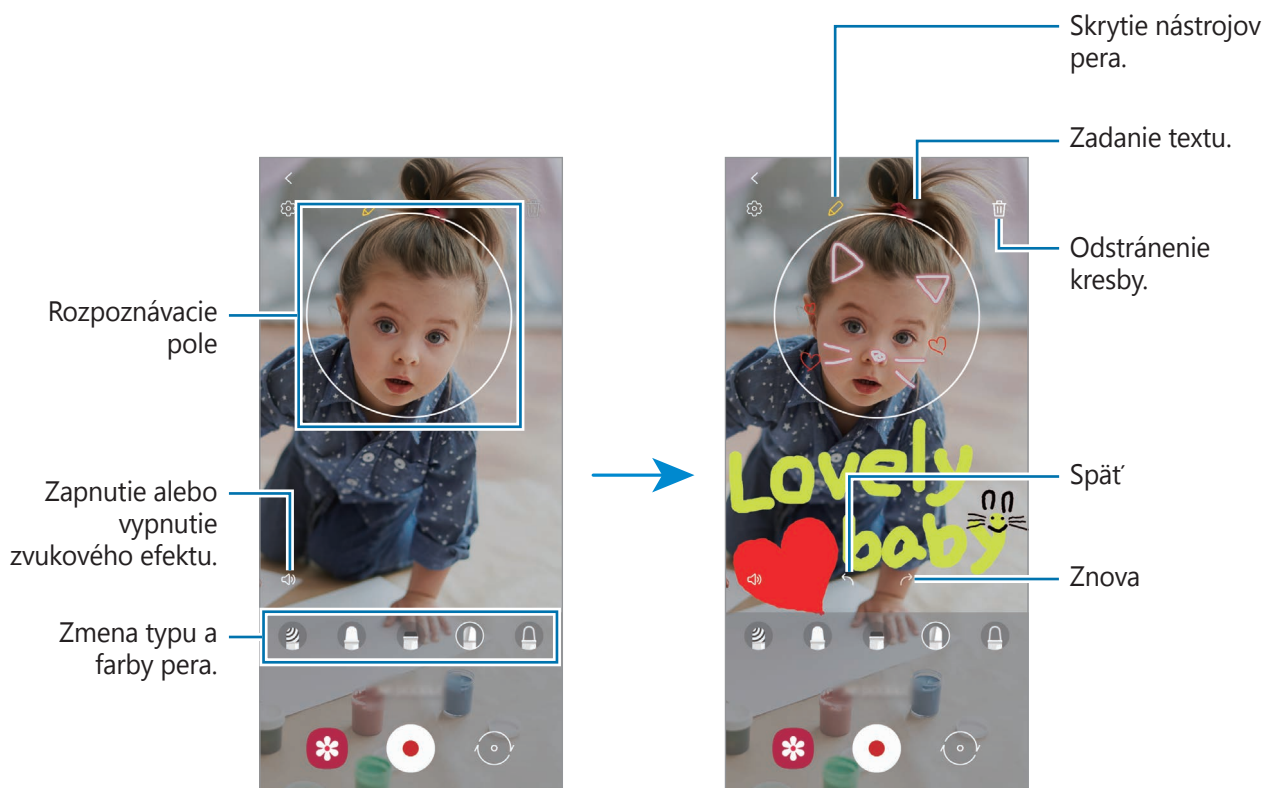 Skrytie nástrojov
pera.
Zadanie textu.
Odstránenie
kresby.
Rozpoznávacie
pole
Lovely
baby
Späť
Zapnutie alebo
vypnutie
zvukového efektu.
Znova
Zmena typu a
farby pera.